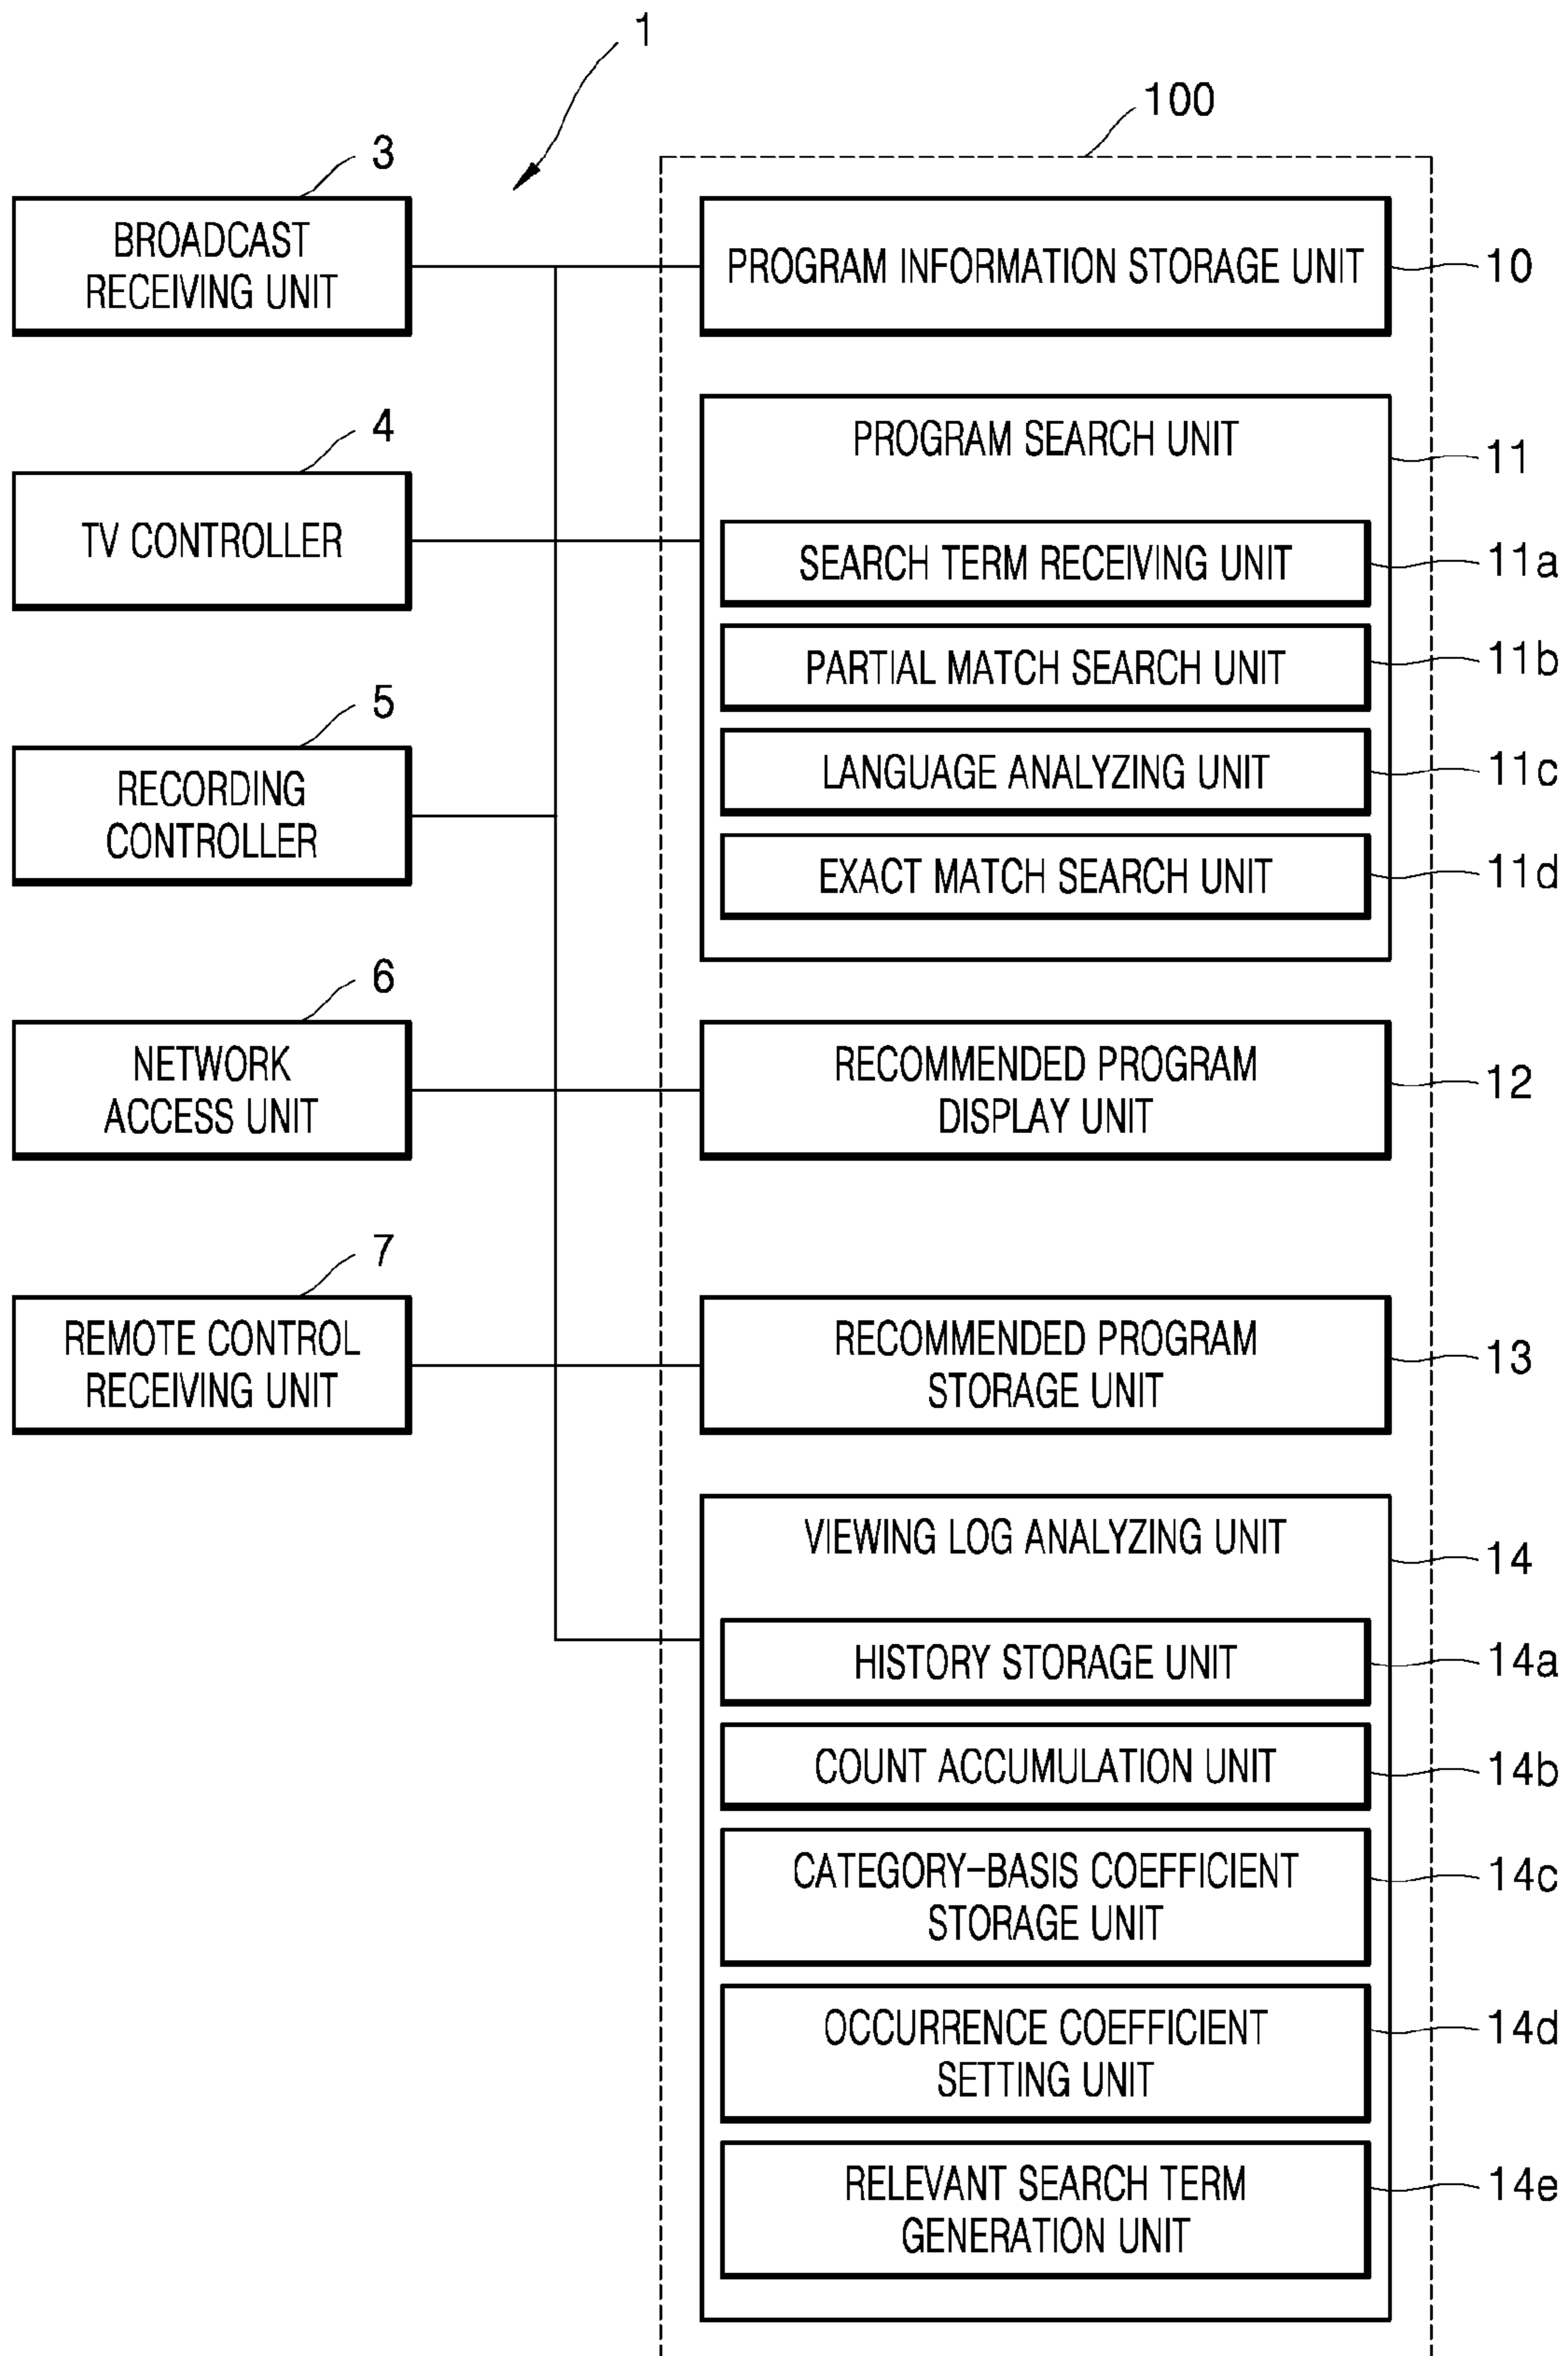 1
100
3
BROADCAST
RECEIVING UNIT
PROGRAM INFORMATION STORAGE UNIT
10
4
TV CONTROLLER
PROGRAM SEARCH UNIT
11
SEARCH TERM RECEIVING UNIT
11a
PARTIAL MATCH SEARCH UNIT
11b
LANGUAGE ANALYZING UNIT
11c
EXACT MATCH SEARCH UNIT
11d
5
RECORDING
CONTROLLER
6
NETWORK
ACCESS UNIT
RECOMMENDED PROGRAM
DISPLAY UNIT
12
7
REMOTE CONTROL
RECEIVING UNIT
RECOMMENDED PROGRAM
STORAGE UNIT
13
VIEWING LOG ANALYZING UNIT
14
HISTORY STORAGE UNIT
14a
COUNT ACCUMULATION UNIT
14b
CATEGORY-BASIS COEFFICIENT
STORAGE UNIT
14c
OCCURRENCE COEFFICIENT
SETTING UNIT
14d
RELEVANT SEARCH TERM
GENERATION UNIT
14e